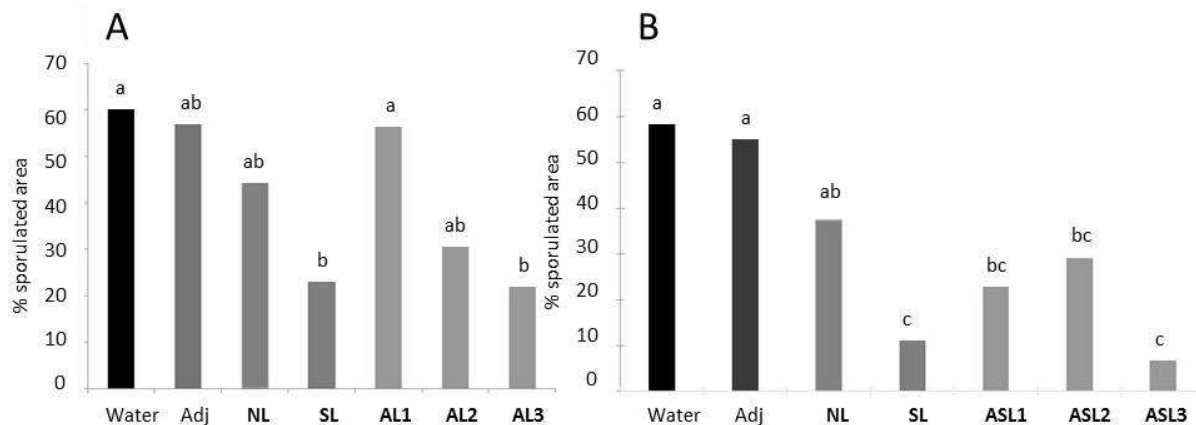 A
% sporulated area
70
60
50
40
30
20
10
0
a
ab
ab
b
a
ab
b
Water Adj NL SL AL1 AL2 AL3
B
% sporulated area
70
60
50
40
30
20
10
0
a
a
ab
c
bc
bc
c
Water Adj NL SL ASL1 ASL2 ASL3